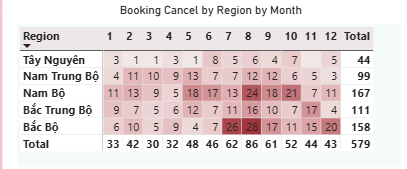 Booking Cancel by Region by Month
Region 1 2 3 4 5 6 7 8 9 10 11 12 Total
Tây Nguyên 3 1 1 3 1 8 5 6 4 7 5 44
Nam Trung Bộ 4 11 10 9 13 7 7 12 12 6 5 3 99
Nam Bộ 11 13 9 5 18 17 13 24 18 21 7 11 167
Bắc Trung Bộ 9 7 5 6 12 7 11 16 10 7 17 4 111
Bắc Bộ 6 10 5 9 4 7 26 28 17 11 15 20 158
Total 33 42 30 32 48 46 62 86 61 52 44 43 579